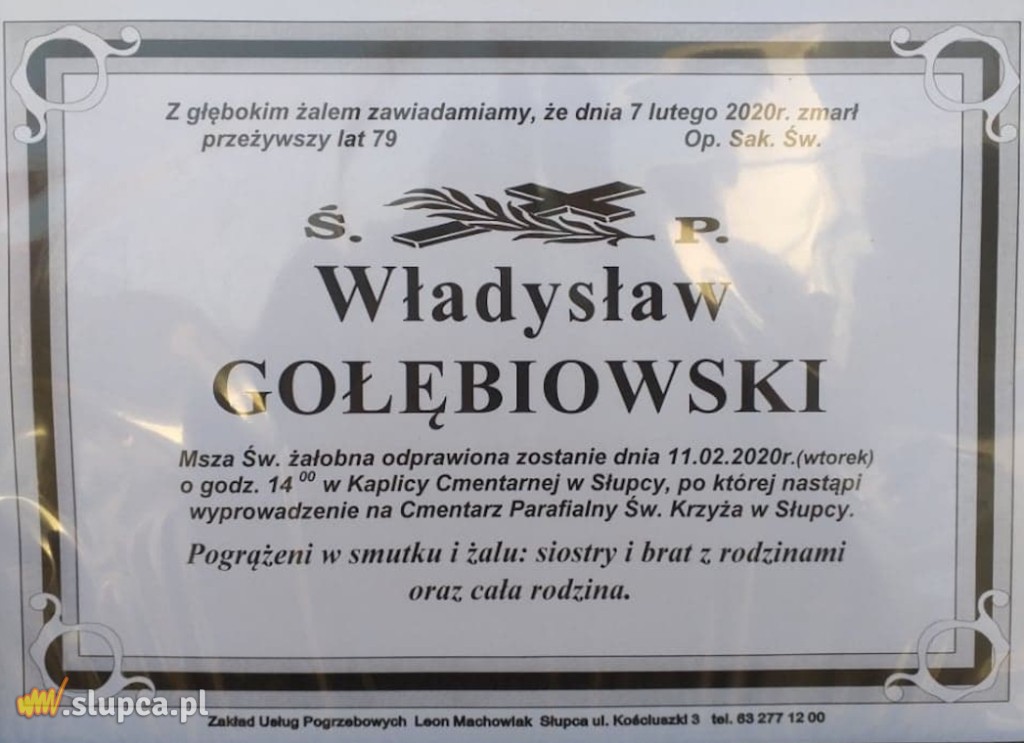 Z głębokim żalem zawiadamiamy, że dnia 7 lutego 2020r. zmarł
przeżywszy lat 79 Op. Sak. Św.
Ś. P.
Władysław
GOŁĘBIOWSKI
Msza Św. żałobna odprawiona zostanie dnia 11.02.2020r.(wtorek)
o godz. 14 00 w Kaplicy Cmentarnej w Słupcy, po której nastąpi
wyprowadzenie na Cmentarz Parafialny Św. Krzyża w Słupcy.
Pogrążeni w smutku i żalu: siostry i brat z rodzinami
oraz cała rodzina.
.slupca.pl
Zakład Usług Pogrzebowych Leon Machowiak Słupca ul. Kościuszki 3 tel. 63 277 12 00